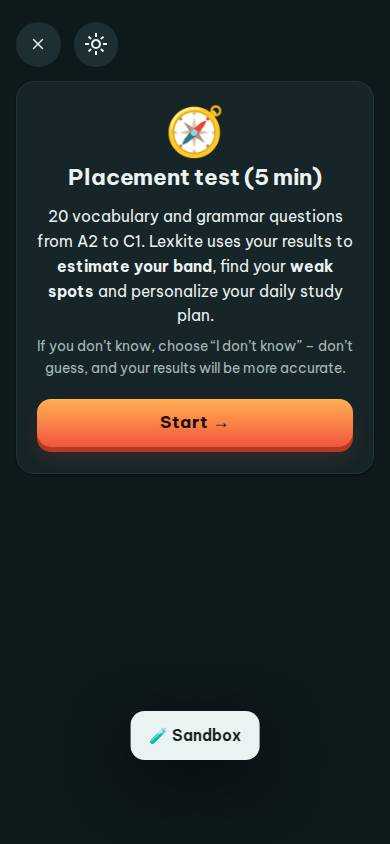 Placement test (5 min)
20 vocabulary and grammar questions
from A2 to C1. Lexkite uses your results to
estimate your band, find your weak
spots and personalize your daily study
plan.
If you don’t know, choose “I don’t know” – don’t
guess, and your results will be more accurate.
Start →
🧪 Sandbox